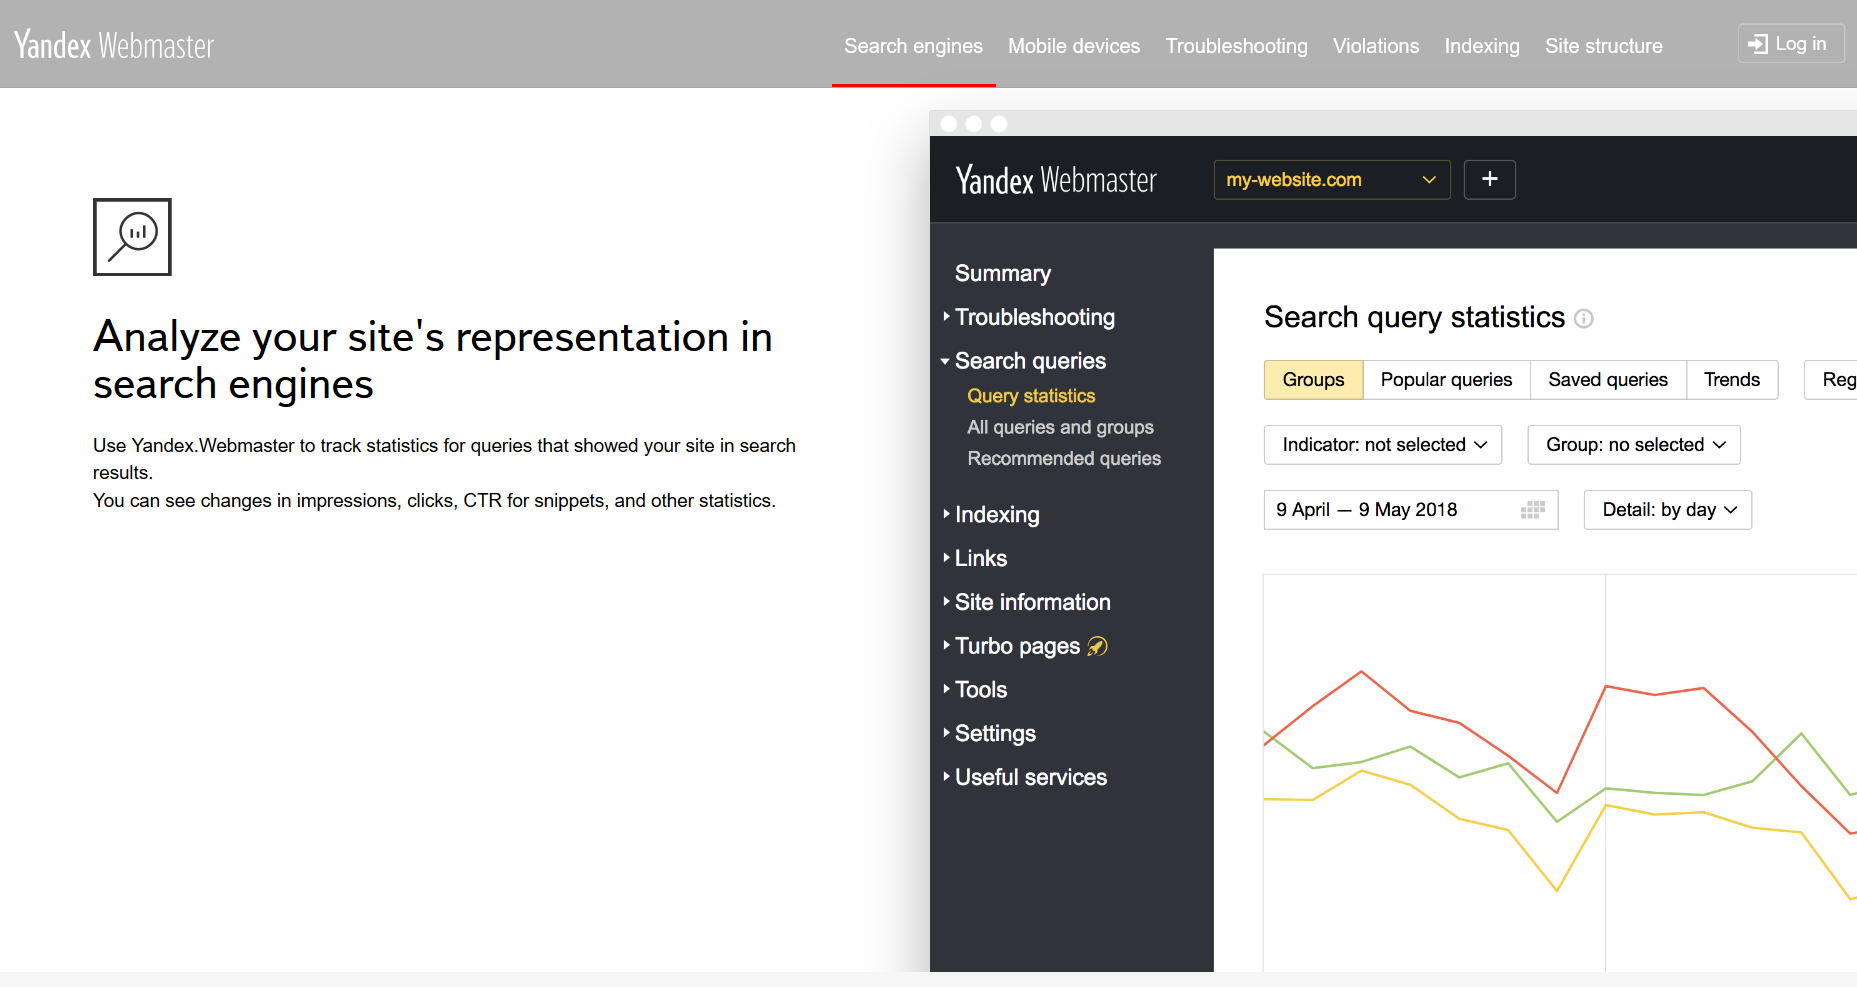 Yandex Webmaster
Search engines Mobile devices Troubleshooting Violations Indexing Site structure Log in
Analyze your site's representation in
search engines
Use Yandex.Webmaster to track statistics for queries that showed your site in search
results.
You can see changes in impressions, clicks, CTR for snippets, and other statistics.
Yandex Webmaster
my-website.com
+
Summary
Troubleshooting
Search queries
Query statistics
All queries and groups
Recommended queries
Indexing
Links
Site information
Turbo pages
Tools
Settings
Useful services
Search query statistics
Groups Popular queries Saved queries Trends Reg
Indicator: not selected Group: no selected
9 April — 9 May 2018 Detail: by day